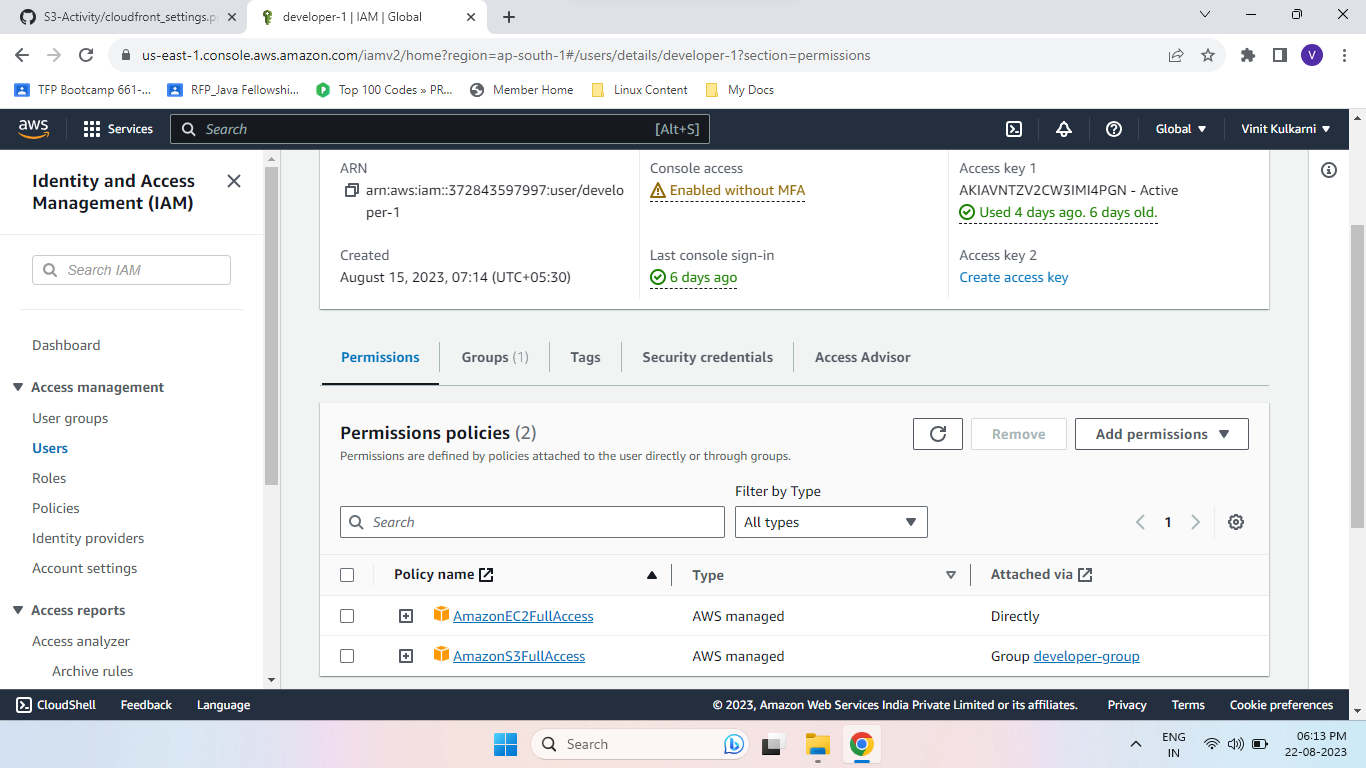 S3-Activity/cloudfront_settings.p
developer-1 | IAM | Global
us-east-1.console.aws.amazon.com/iamv2/home?region=ap-south-1#/users/details/developer-1?section=permissions
V
TFP Bootcamp 661-...
RFP_Java Fellowshi...
Top 100 Codes » PR...
Member Home
Linux Content
My Docs
aws
Services
Search
[Alt+S]
Global
Vinit Kulkarni
Identity and Access
Management (IAM)
Search IAM
Dashboard
Access management
User groups
Users
Roles
Policies
Identity providers
Account settings
Access reports
Access analyzer
Archive rules
ARN
arn:aws:iam::372843597997:user/develo
per-1
Console access
Enabled without MFA
Access key 1
AKIAVNTZV2CW3IMI4PGN - Active
Used 4 days ago. 6 days old.
Created
August 15, 2023, 07:14 (UTC+05:30)
Last console sign-in
6 days ago
Access key 2
Create access key
Permissions
Groups (1)
Tags
Security credentials
Access Advisor
Permissions policies (2)
Permissions are defined by policies attached to the user directly or through groups.
Remove
Add permissions
Filter by Type
Search
All types
1
Policy name
Type
Attached via
AmazonEC2FullAccess
AWS managed
Directly
AmazonS3FullAccess
AWS managed
Group developer-group
CloudShell
Feedback
Language
© 2023, Amazon Web Services India Private Limited or its affiliates.
Privacy
Terms
Cookie preferences
Search
ENG
IN
06:13 PM
22-08-2023